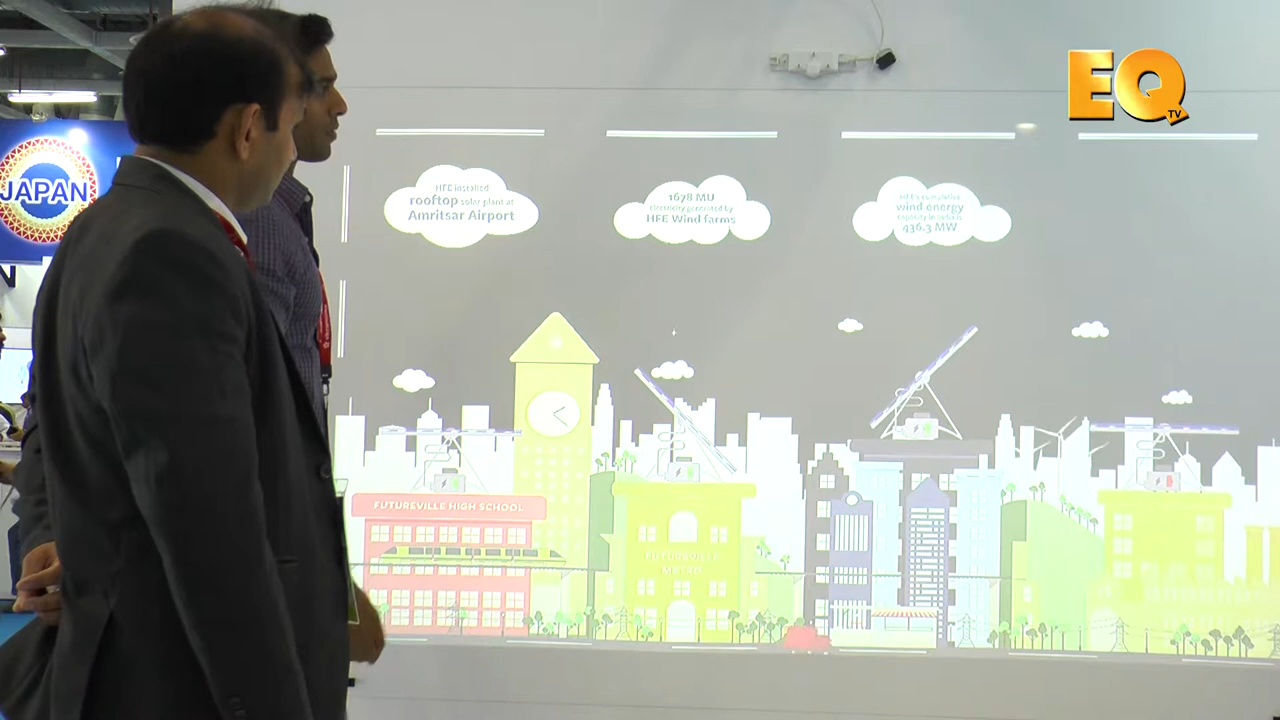 EQ
TV
JAPAN
N
HFE installed
rooftop solar plant at
Amritsar Airport
1678 MU
electricity generated by
HFE Wind farms
HFE's cumulative
wind energy
capacity in India is
436.3 MW
FUTUREVILLE HIGH SCHOOL
FUTUREVILLE
METRO